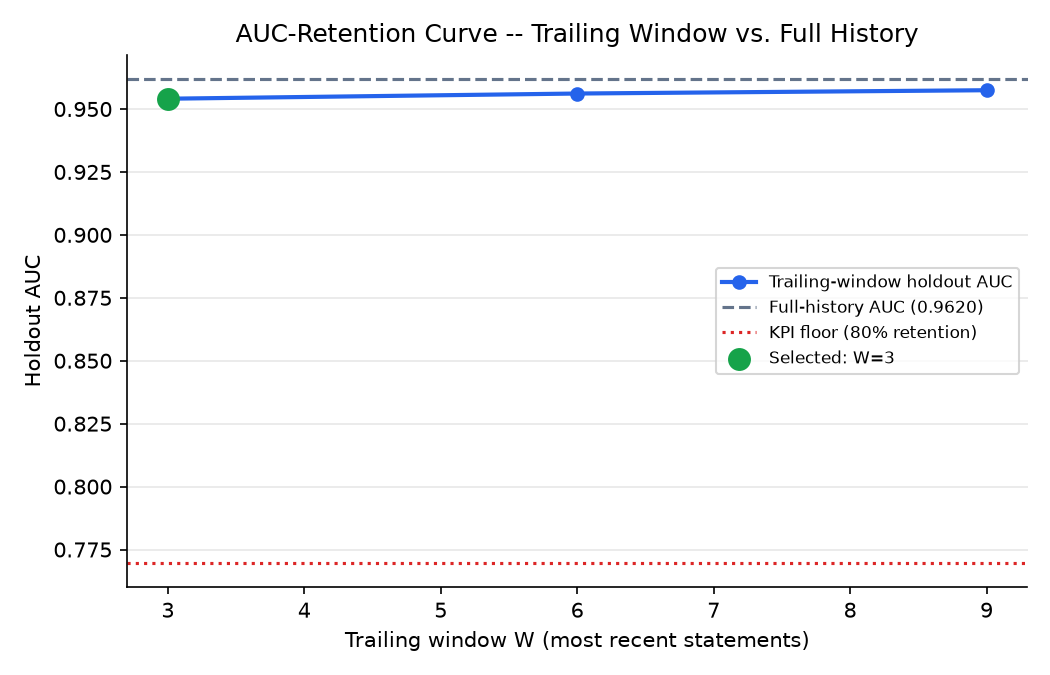 AUC-Retention Curve -- Trailing Window vs. Full History
Holdout AUC
0.950
0.925
0.900
0.875
0.850
0.825
0.800
0.775
Trailing-window holdout AUC
Full-history AUC (0.9620)
KPI floor (80% retention)
Selected: W=3
3 4 5 6 7 8 9
Trailing window W (most recent statements)